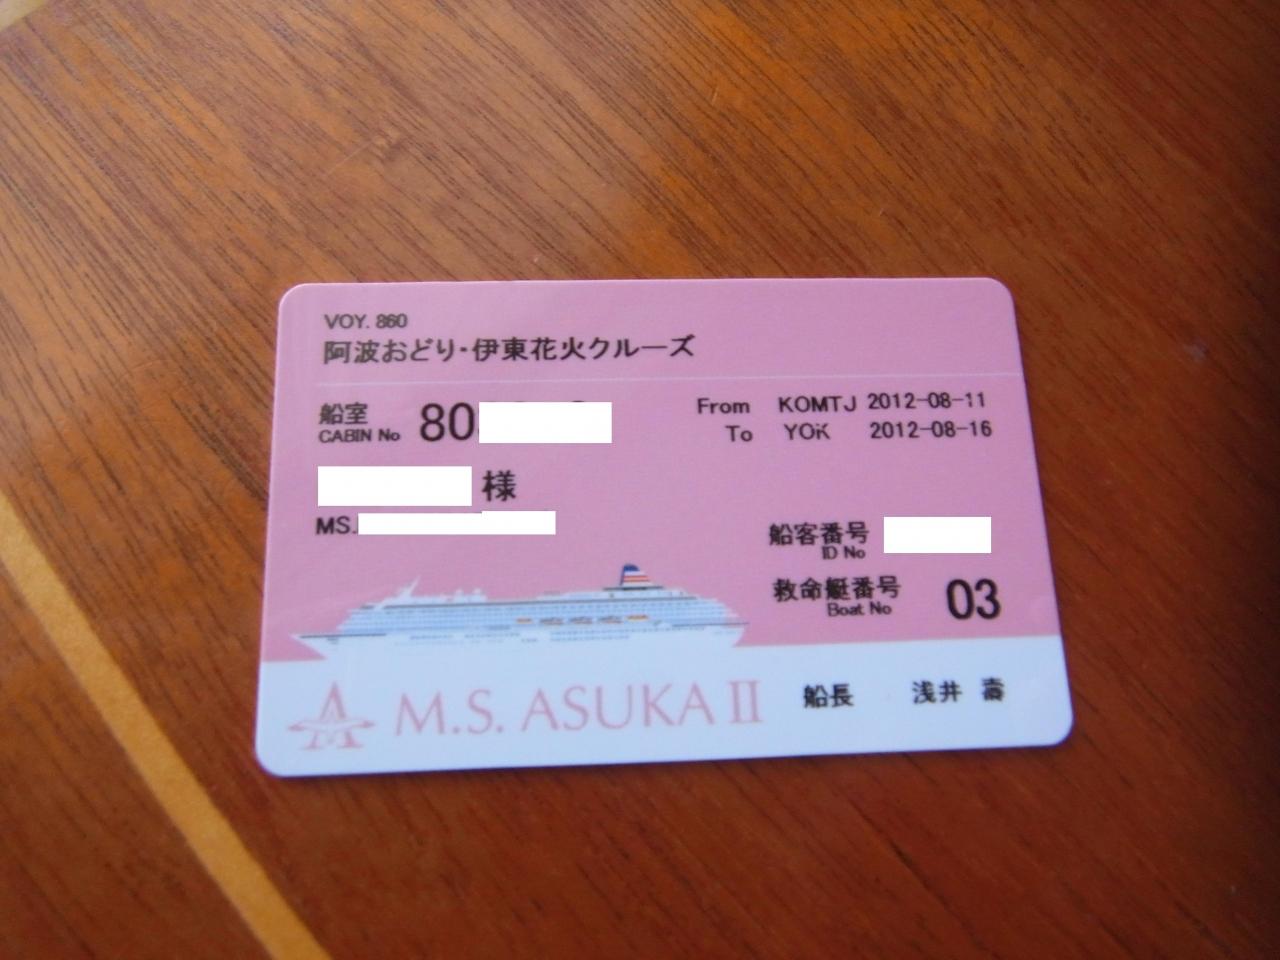 VOY. 860
阿波おどり・伊東花火クルーズ
船室 CABIN No 80
From KOMTJ 2012-08-11
To YOK 2012-08-16
様
MS.
船客番号
ID No
救命艇番号
Boat No 03
M.S. ASUKA II
船長 浅井 壽